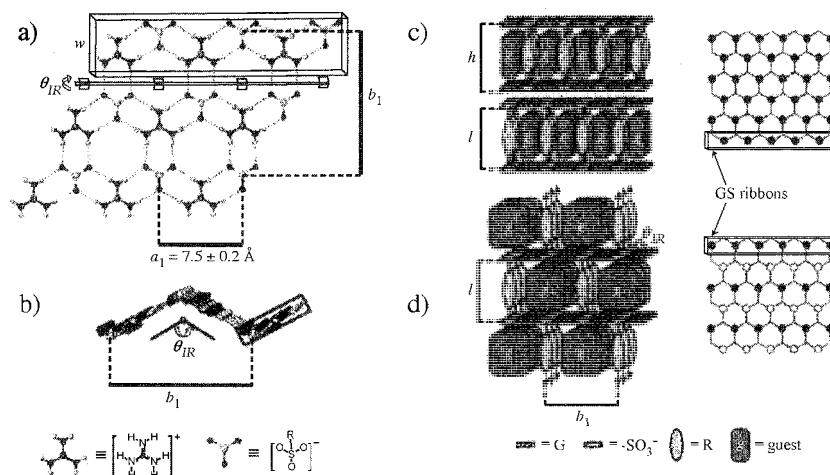 a)
w
θIR
b1
a1 = 7.5 ± 0.2 Å
b)
θIR
b1
≡
[
H
H
N
H
N
N
H
H
H
]+
≡
[
R
O
S
O
O
]−
c)
h
l
GS ribbons
d)
θIR
l
b1
= G
= -SO3−
= R
g = guest